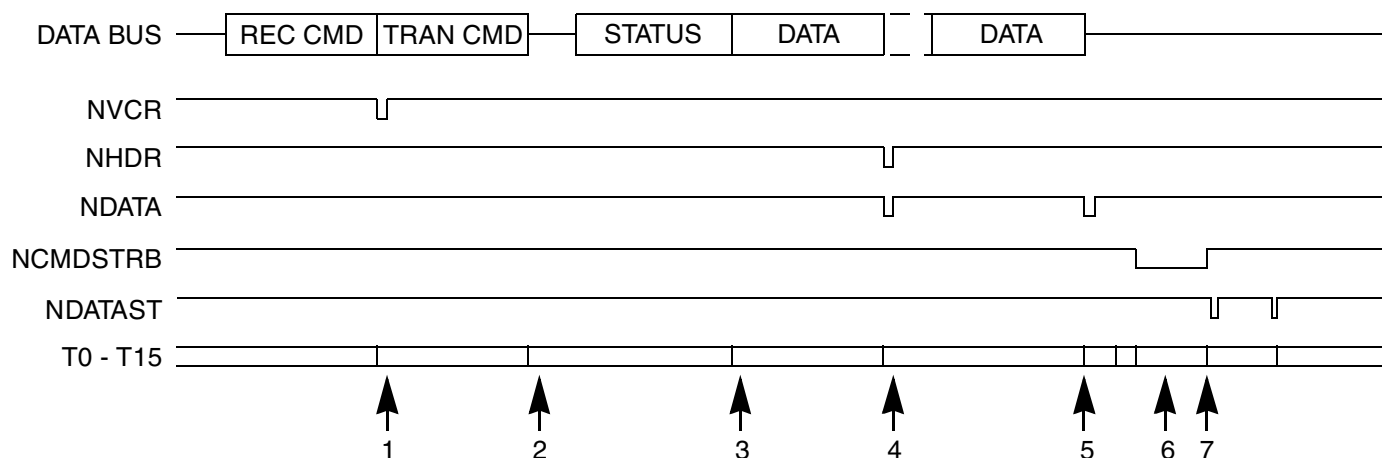 DATA BUS REC CMD TRAN CMD STATUS DATA DATA
NVCR
NHDR
NDATA
NCMDSTRB
NDATAST
T0 - T15
1 2 3 4 5 6 7